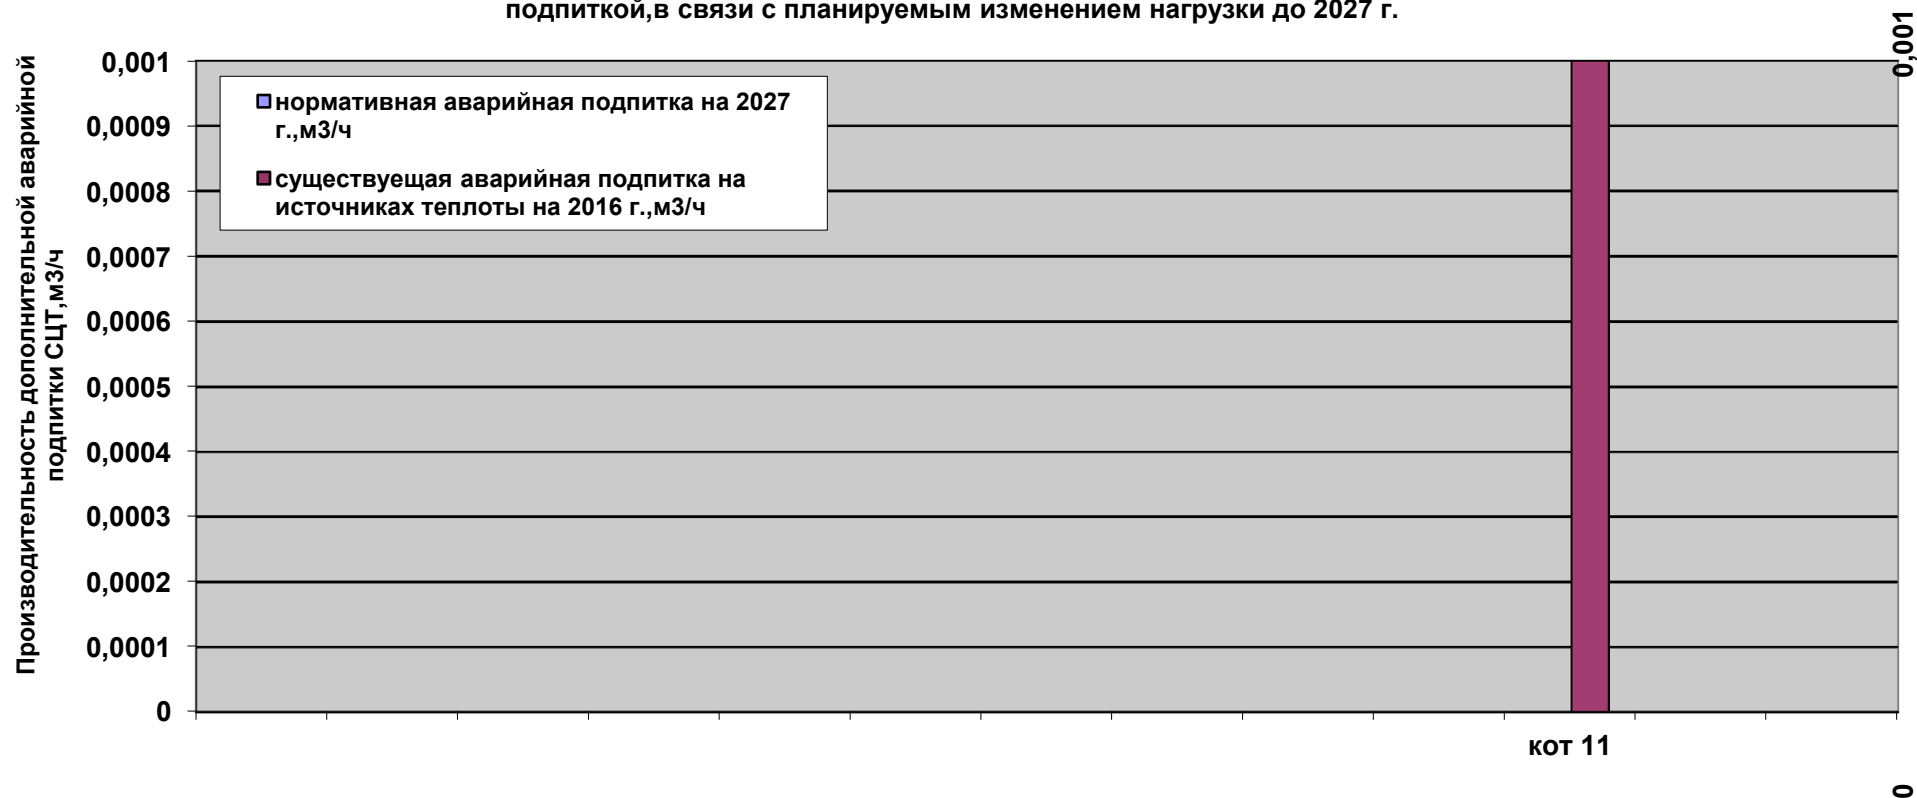 подпиткой,в связи с планируемым изменением нагрузки до 2027 г.
0,001
Производительность дополнительной аварийной
подпитки СЦТ,м3/ч
0,001
0,0009
0,0008
0,0007
0,0006
0,0005
0,0004
0,0003
0,0002
0,0001
0
нормативная аварийная подпитка на 2027
г.,м3/ч
существуещая аварийная подпитка на
источниках теплоты на 2016 г.,м3/ч
кот 11
0